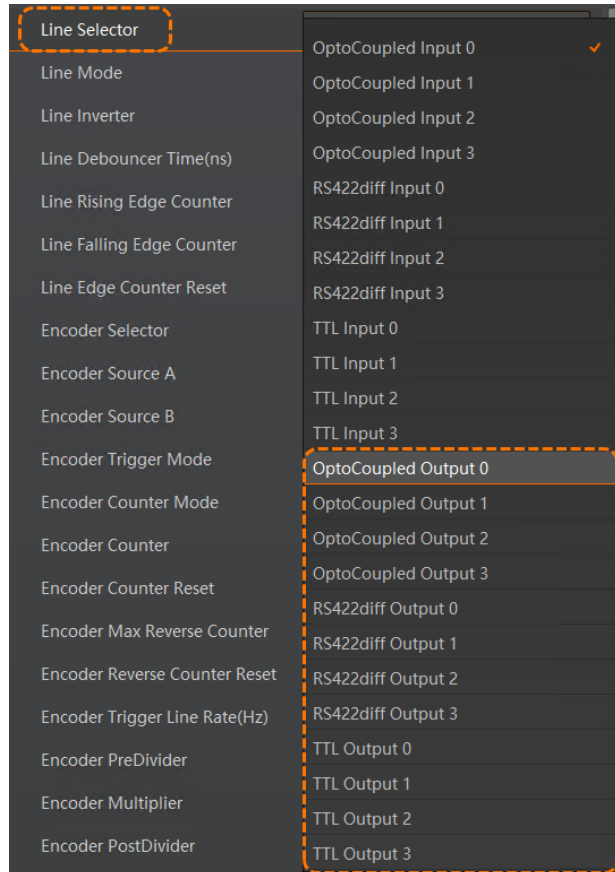 Line Selector
Line Mode
Line Inverter
Line Debouncer Time(ns)
Line Rising Edge Counter
Line Falling Edge Counter
Line Edge Counter Reset
Encoder Selector
Encoder Source A
Encoder Source B
Encoder Trigger Mode
Encoder Counter Mode
Encoder Counter
Encoder Counter Reset
Encoder Max Reverse Counter
Encoder Reverse Counter Reset
Encoder Trigger Line Rate(Hz)
Encoder PreDivider
Encoder Multiplier
Encoder PostDivider
OptoCoupled Input 0
OptoCoupled Input 1
OptoCoupled Input 2
OptoCoupled Input 3
RS422diff Input 0
RS422diff Input 1
RS422diff Input 2
RS422diff Input 3
TTL Input 0
TTL Input 1
TTL Input 2
TTL Input 3
OptoCoupled Output 0
OptoCoupled Output 1
OptoCoupled Output 2
OptoCoupled Output 3
RS422diff Output 0
RS422diff Output 1
RS422diff Output 2
RS422diff Output 3
TTL Output 0
TTL Output 1
TTL Output 2
TTL Output 3